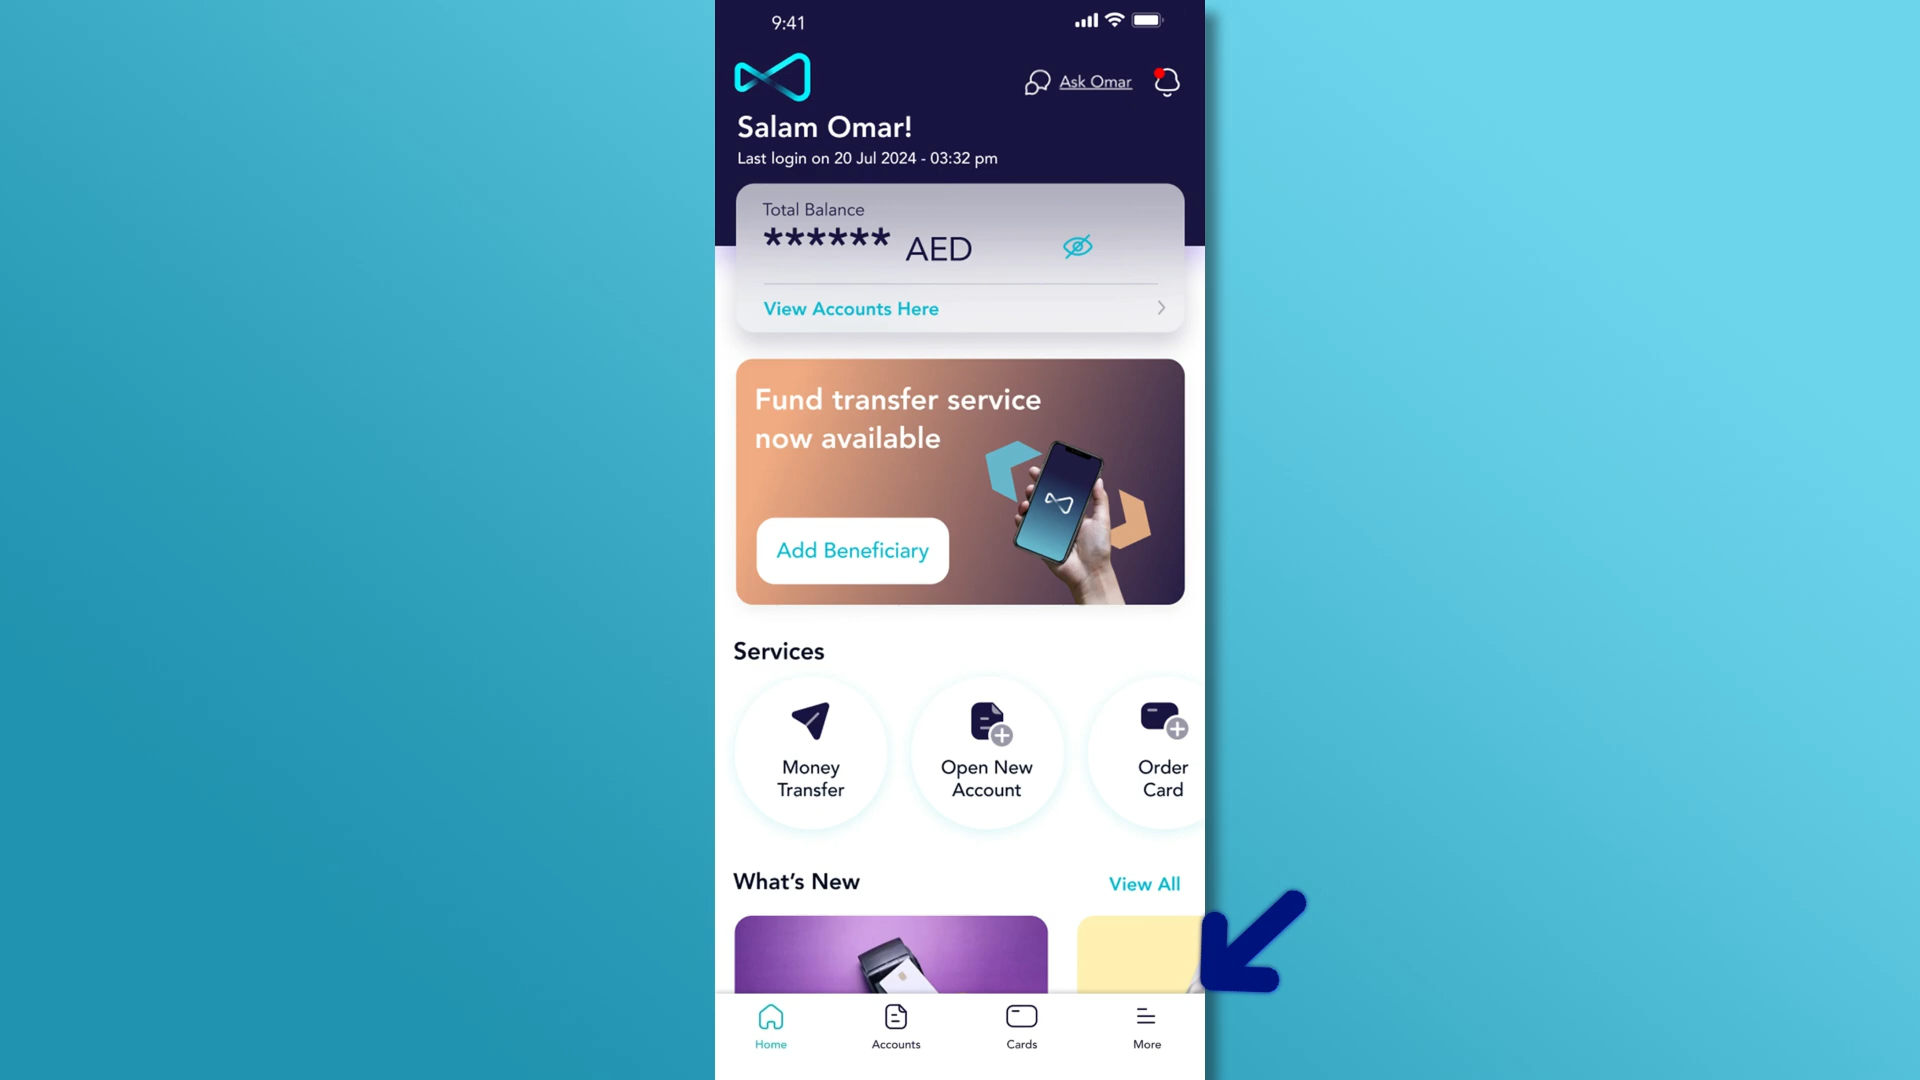 9:41
Ask Omar
Salam Omar!
Last login on 20 Jul 2024 - 03:32 pm
Total Balance
****** AED
View Accounts Here
Fund transfer service
now available
Add Beneficiary
Services
Money
Transfer
Open New
Account
Order
Card
What's New
View All
Home
Accounts
Cards
More